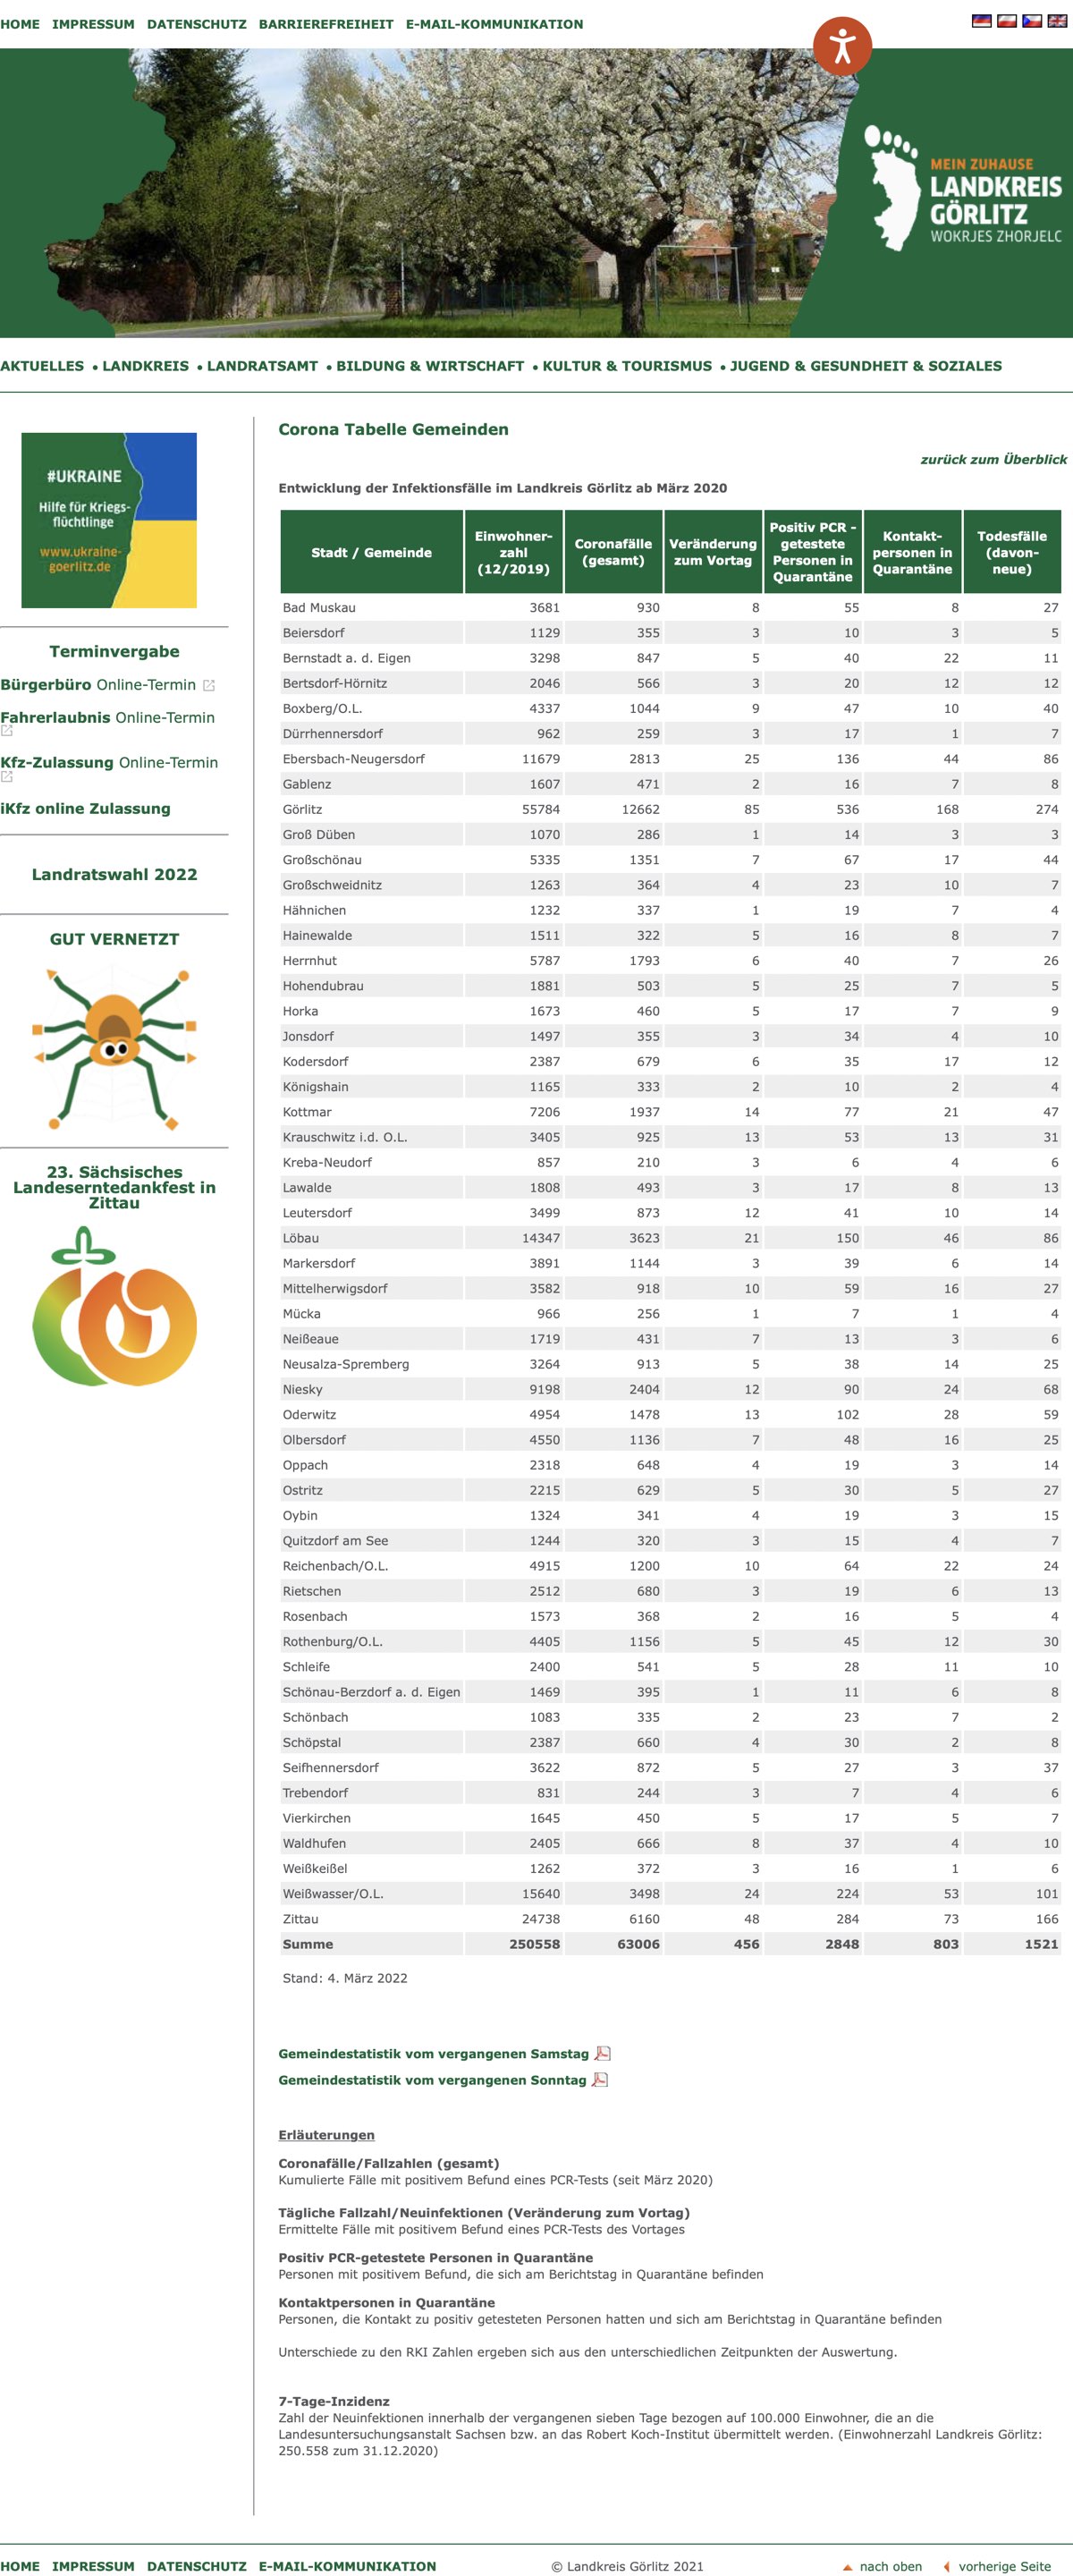 HOME IMPRESSUM DATENSCHUTZ BARRIEREFREIHEIT E-MAIL-KOMMUNIKATION
MEIN ZUHAUSE
LANDKREIS
GÖRLITZ
WOKRJES ZHORJELC
AKTUELLES • LANDKREIS • LANDRATSAMT • BILDUNG & WIRTSCHAFT • KULTUR & TOURISMUS • JUGEND & GESUNDHEIT & SOZIALES
#UKRAINE
Hilfe für Kriegs-
flüchtlinge
www.ukraine-
goerlitz.de
Terminvergabe
Bürgerbüro Online-Termin
Fahrerlaubnis Online-Termin
Kfz-Zulassung Online-Termin
iKfz online Zulassung
Landratswahl 2022
GUT VERNETZT
23. Sächsisches
Landeserntedankfest in
Zittau
Corona Tabelle Gemeinden
zurück zum Überblick
Entwicklung der Infektionsfälle im Landkreis Görlitz ab März 2020
Stadt / Gemeinde Einwohner-zahl (12/2019) Coronafälle (gesamt) Veränderung zum Vortag Positiv PCR - getestete Personen in Quarantäne Kontakt-personen in Quarantäne Todesfälle (davon-neue)
Bad Muskau 3681 930 8 55 8 27
Beiersdorf 1129 355 3 10 3 5
Bernstadt a. d. Eigen 3298 847 5 40 22 11
Bertsdorf-Hörnitz 2046 566 3 20 12 12
Boxberg/O.L. 4337 1044 9 47 10 40
Dürrhennersdorf 962 259 3 17 1 7
Ebersbach-Neugersdorf 11679 2813 25 136 44 86
Gablenz 1607 471 2 16 7 8
Görlitz 55784 12662 85 536 168 274
Groß Düben 1070 286 1 14 3 3
Großschönau 5335 1351 7 67 17 44
Großschweidnitz 1263 364 4 23 10 7
Hähnichen 1232 337 1 19 7 4
Hainewalde 1511 322 5 16 8 7
Herrnhut 5787 1793 6 40 7 26
Hohendubrau 1881 503 5 25 7 5
Horka 1673 460 5 17 7 9
Jonsdorf 1497 355 3 34 4 10
Kodersdorf 2387 679 6 35 17 12
Königshain 1165 333 2 10 2 4
Kottmar 7206 1937 14 77 21 47
Krauschwitz i.d. O.L. 3405 925 13 53 13 31
Kreba-Neudorf 857 210 3 6 4 6
Lawalde 1808 493 3 17 8 13
Leutersdorf 3499 873 12 41 10 14
Löbau 14347 3623 21 150 46 86
Markersdorf 3891 1144 3 39 6 14
Mittelherwigsdorf 3582 918 10 59 16 27
Mücka 966 256 1 7 1 4
Neißeaue 1719 431 7 13 3 6
Neusalza-Spremberg 3264 913 5 38 14 25
Niesky 9198 2404 12 90 24 68
Oderwitz 4954 1478 13 102 28 59
Olbersdorf 4550 1136 7 48 16 25
Oppach 2318 648 4 19 3 14
Ostritz 2215 629 5 30 5 27
Oybin 1324 341 4 19 3 15
Quitzdorf am See 1244 320 3 15 4 7
Reichenbach/O.L. 4915 1200 10 64 22 24
Rietschen 2512 680 3 19 6 13
Rosenbach 1573 368 2 16 5 4
Rothenburg/O.L. 4405 1156 5 45 12 30
Schleife 2400 541 5 28 11 10
Schönau-Berzdorf a. d. Eigen 1469 395 1 11 6 8
Schönbach 1083 335 2 23 7 2
Schöpstal 2387 660 4 30 2 8
Seifhennersdorf 3622 872 5 27 3 37
Trebendorf 831 244 3 7 4 6
Vierkirchen 1645 450 5 17 5 7
Waldhufen 2405 666 8 37 4 10
Weißkeißel 1262 372 3 16 1 6
Weißwasser/O.L. 15640 3498 24 224 53 101
Zittau 24738 6160 48 284 73 166
Summe 250558 63006 456 2848 803 1521
Stand: 4. März 2022
Gemeindestatistik vom vergangenen Samstag
Gemeindestatistik vom vergangenen Sonntag
Erläuterungen
Coronafälle/Fallzahlen (gesamt)
Kumulierte Fälle mit positivem Befund eines PCR-Tests (seit März 2020)
Tägliche Fallzahl/Neuinfektionen (Veränderung zum Vortag)
Ermittelte Fälle mit positivem Befund eines PCR-Tests des Vortages
Positiv PCR-getestete Personen in Quarantäne
Personen mit positivem Befund, die sich am Berichtstag in Quarantäne befinden
Kontaktpersonen in Quarantäne
Personen, die Kontakt zu positiv getesteten Personen hatten und sich am Berichtstag in Quarantäne befinden
Unterschiede zu den RKI Zahlen ergeben sich aus den unterschiedlichen Zeitpunkten der Auswertung.
7-Tage-Inzidenz
Zahl der Neuinfektionen innerhalb der vergangenen sieben Tage bezogen auf 100.000 Einwohner, die an die
Landesuntersuchungsanstalt Sachsen bzw. an das Robert Koch-Institut übermittelt werden. (Einwohnerzahl Landkreis Görlitz:
250.558 zum 31.12.2020)
HOME IMPRESSUM DATENSCHUTZ E-MAIL-KOMMUNIKATION © Landkreis Görlitz 2021 nach oben vorherige Seite